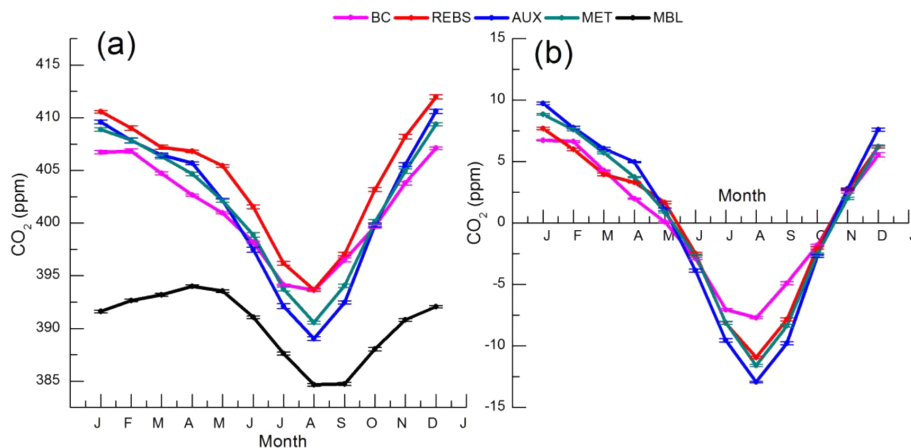 BC REBS AUX MET MBL
(a)
415
410
405
400
395
390
385
CO2 (ppm)
J F M A M J J A S O N D J
Month
(b)
15
10
5
0
-5
-10
-15
CO2 (ppm)
Month
J F M A M J J A S O N D J